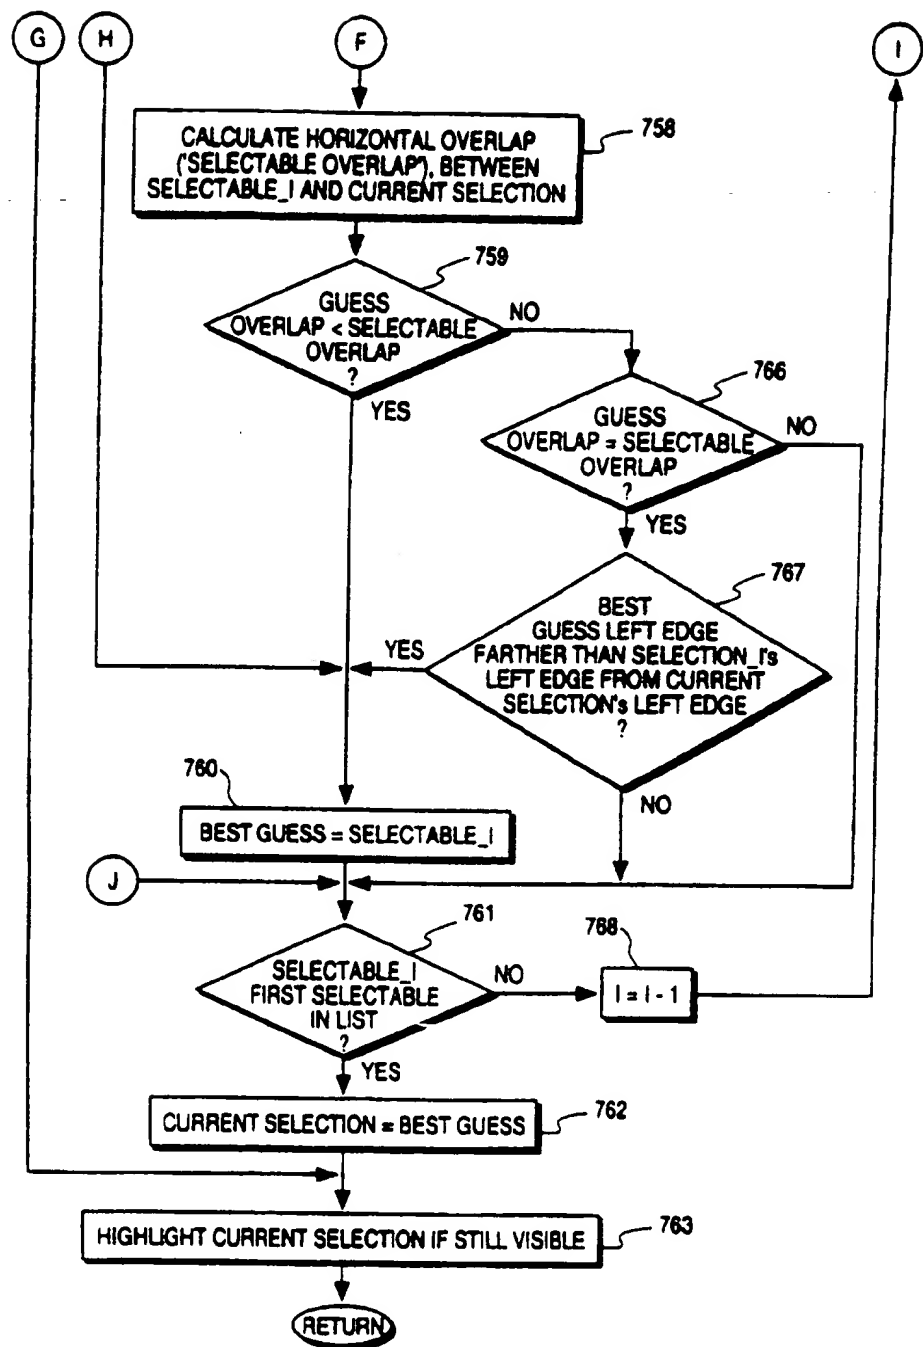 G
H
F
I
CALCULATE HORIZONTAL OVERLAP
('SELECTABLE OVERLAP'), BETWEEN
SELECTABLE_I AND CURRENT SELECTION
758
759
GUESS
OVERLAP < SELECTABLE
OVERLAP
?
NO
YES
766
GUESS
OVERLAP = SELECTABLE
OVERLAP
?
NO
YES
767
BEST
GUESS LEFT EDGE
FARTHER THAN SELECTION_I's
LEFT EDGE FROM CURRENT
SELECTION's LEFT EDGE
?
YES
NO
760
BEST GUESS = SELECTABLE_I
J
761
SELECTABLE_I
FIRST SELECTABLE
IN LIST
?
NO
YES
768
I = I - 1
CURRENT SELECTION = BEST GUESS
762
HIGHLIGHT CURRENT SELECTION IF STILL VISIBLE
763
RETURN